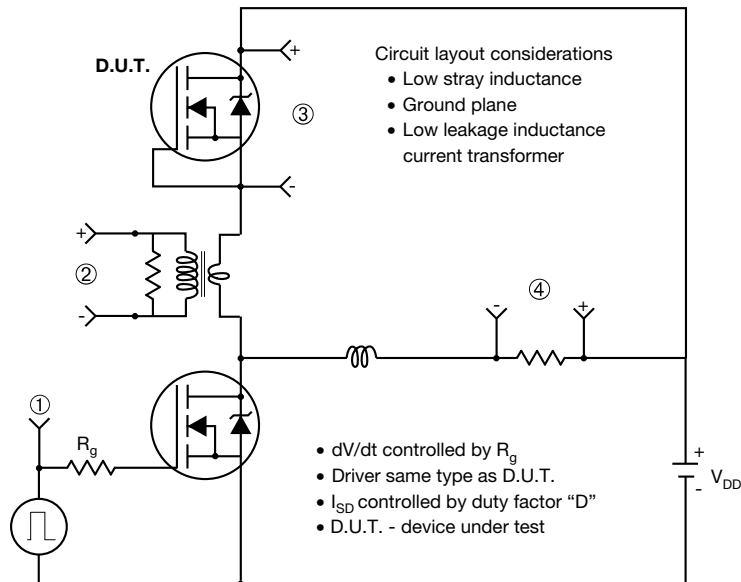 D.U.T.
+
Circuit layout considerations
• Low stray inductance
• Ground plane
• Low leakage inductance
current transformer
③
-
+
②
-
④
-
+
①
R_g
• dV/dt controlled by R_g
• Driver same type as D.U.T.
• I_SD controlled by duty factor “D”
• D.U.T. - device under test
+
V_DD
-